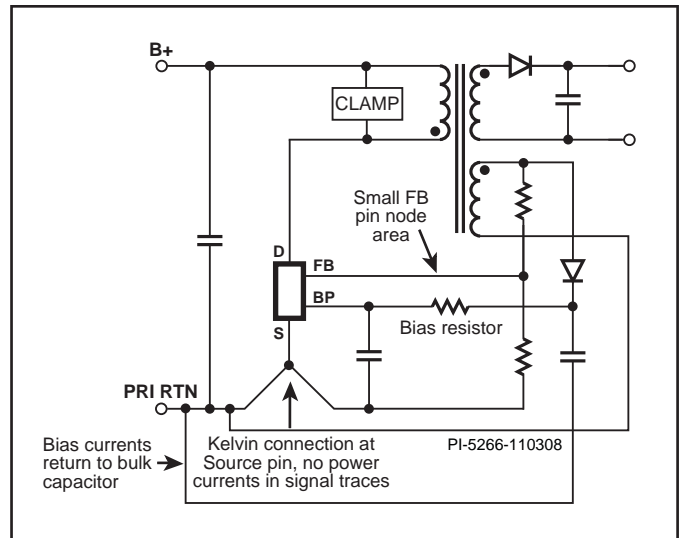 B+
CLAMP
Small FB
pin node
area
D
FB
BP
S
Bias resistor
PRI RTN
Bias currents
return to bulk
capacitor
Kelvin connection at
Source pin, no power
currents in signal traces
PI-5266-110308